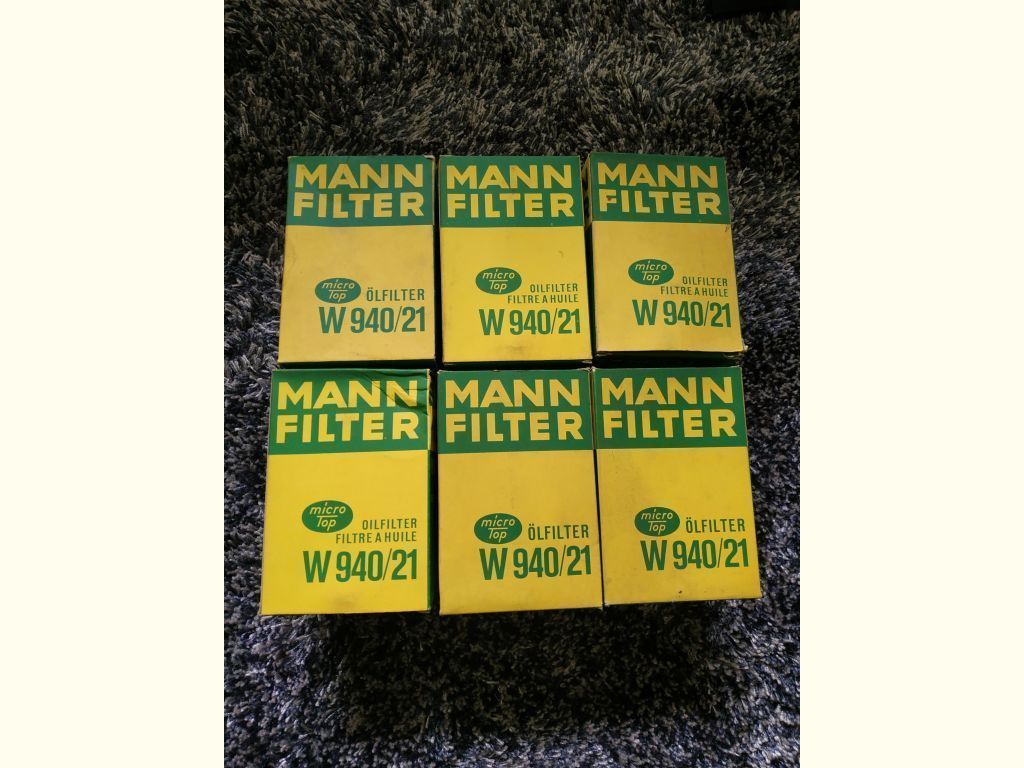 MANN
FILTER
micro
Top
ÖLFILTER
W 940/21
MANN
FILTER
micro
Top
OILFILTER
FILTRE A HUILE
W 940/21
MANN
FILTER
micro
Top
OILFILTER
FILTRE A HUILE
W 940/21
MANN
FILTER
micro
Top
OILFILTER
FILTRE A HUILE
W 940/21
MANN
FILTER
micro
Top
ÖLFILTER
W 940/21
MANN
FILTER
micro
Top
ÖLFILTER
W 940/21